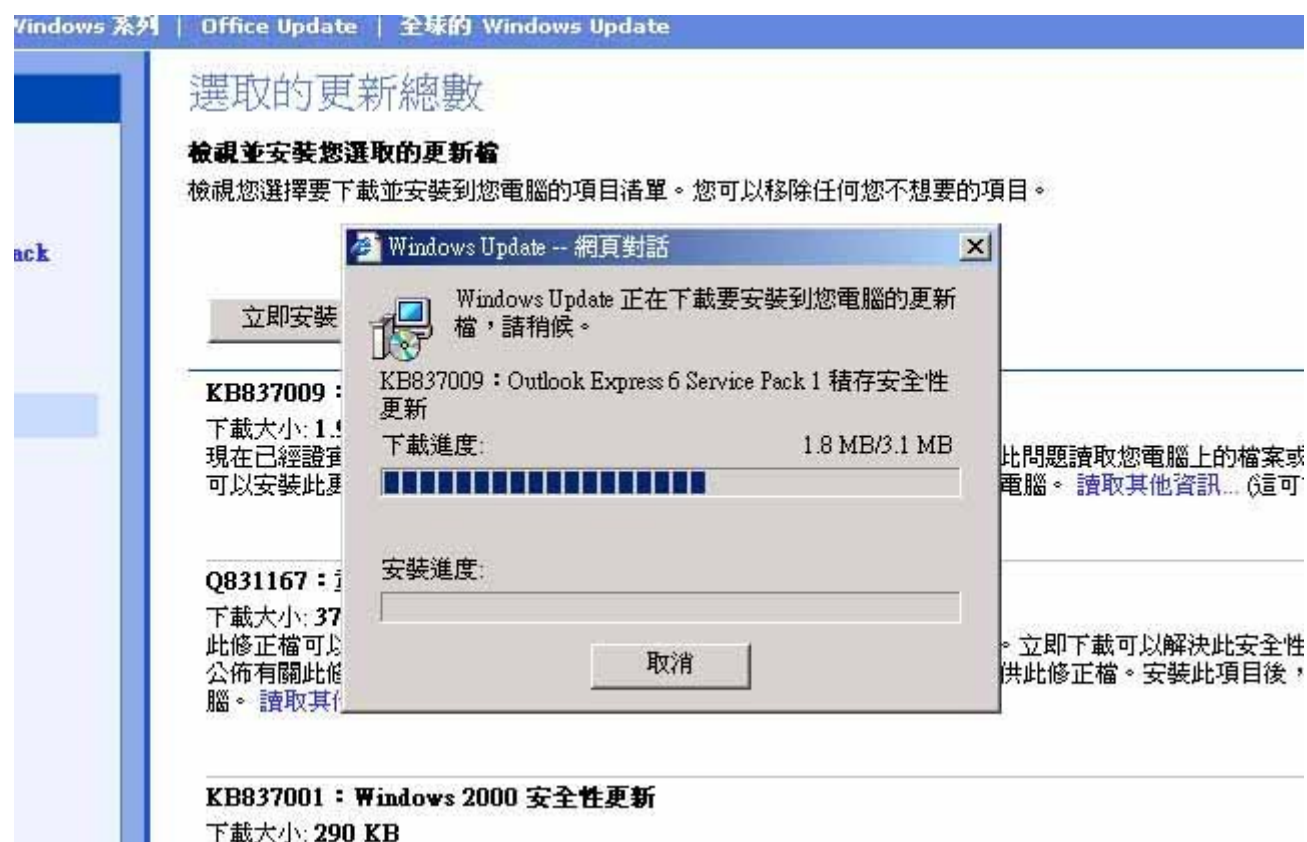 Windows 系列 | Office Update | 全球的 Windows Update
選取的更新總數
檢視並安裝您選取的更新檔
檢視您選擇要下載並安裝到您電腦的項目清單。您可以移除任何您不想要的項目。
ack
Windows Update -- 網頁對話
立即安裝
Windows Update 正在下載要安裝到您電腦的更新
檔，請稍候。
KB837009：Outlook Express 6 Service Pack 1 積存安全性
更新
下載進度: 1.8 MB/3.1 MB
安裝進度:
取消
KB837009：
下載大小: 1.9
現在已經證實
此問題讀取您電腦上的檔案或
可以安裝此更
電腦。 讀取其他資訊... (這可
Q831167：
下載大小: 37
此修正檔可以
。立即下載可以解決此安全性
公佈有關此修
供此修正檔。安裝此項目後，
腦。 讀取其他
KB837001：Windows 2000 安全性更新
下載大小: 290 KB